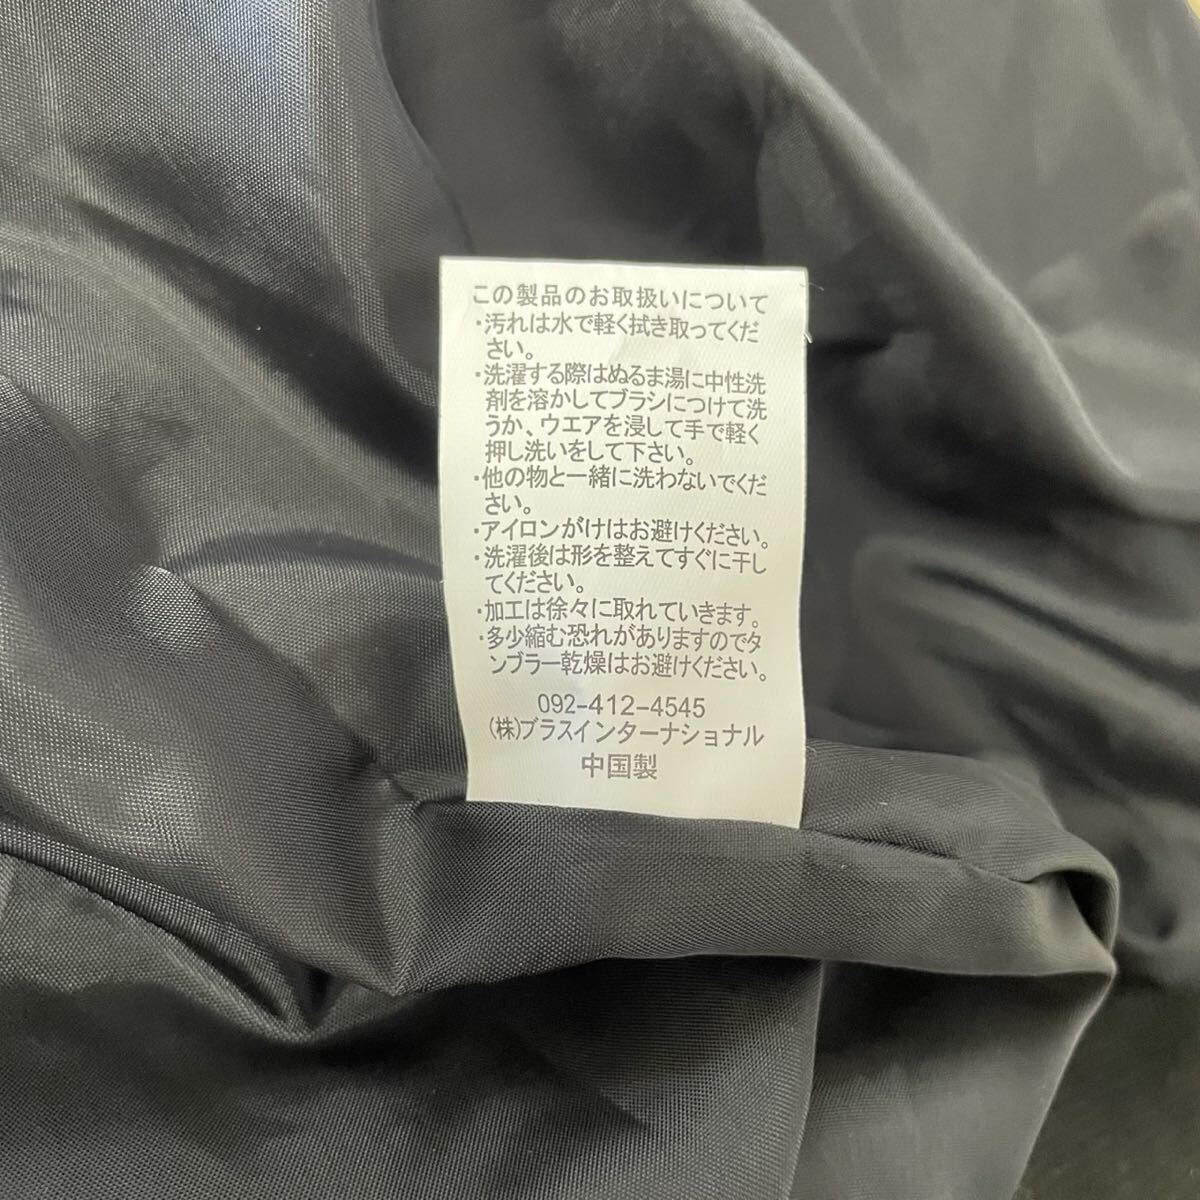 この製品のお取扱いについて
・汚れは水で軽く拭き取ってくだ
さい。
・洗濯する際はぬるま湯に中性洗
剤を溶かしてブラシにつけて洗
うか、ウエアを浸して手で軽く
押し洗いをして下さい。
・他の物と一緒に洗わないでくだ
さい。
・アイロンがけはお避けください。
・洗濯後は形を整えてすぐに干し
てください。
・加工は徐々に取れていきます。
・多少縮む恐れがありますのでタ
ンブラー乾燥はお避けください。
092-412-4545
(株)ブラスインターナショナル
中国製